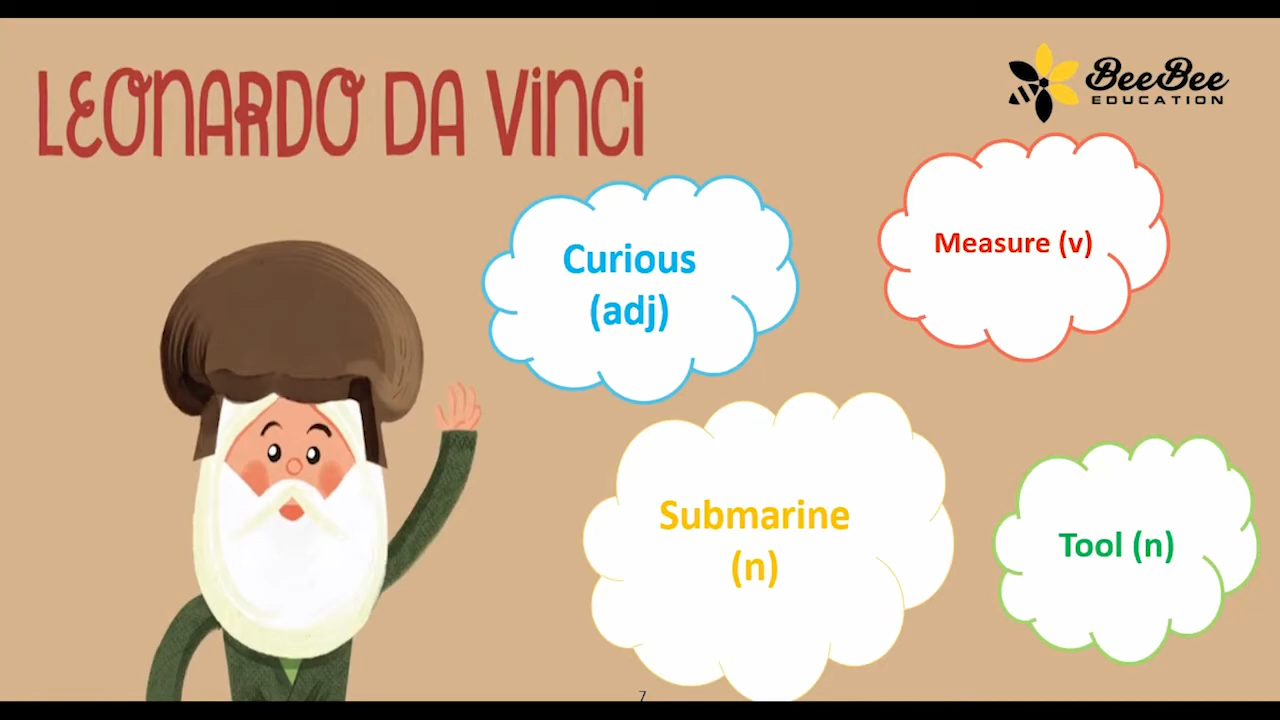 LEONARDO DA ViNCi
BeeBee
EDUCATION
Curious
(adj)
Measure (v)
Submarine
(n)
Tool (n)
7